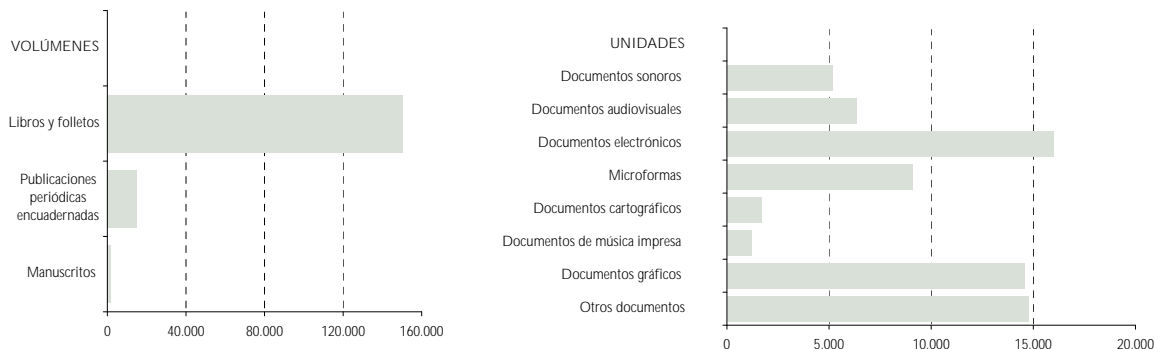 VOLÚMENES
Libros y folletos
Publicaciones
periódicas
encuadernadas
Manuscritos
0 40.000 80.000 120.000 160.000
UNIDADES
Documentos sonoros
Documentos audiovisuales
Documentos electrónicos
Microformas
Documentos cartográficos
Documentos de música impresa
Documentos gráficos
Otros documentos
0 5.000 10.000 15.000 20.000